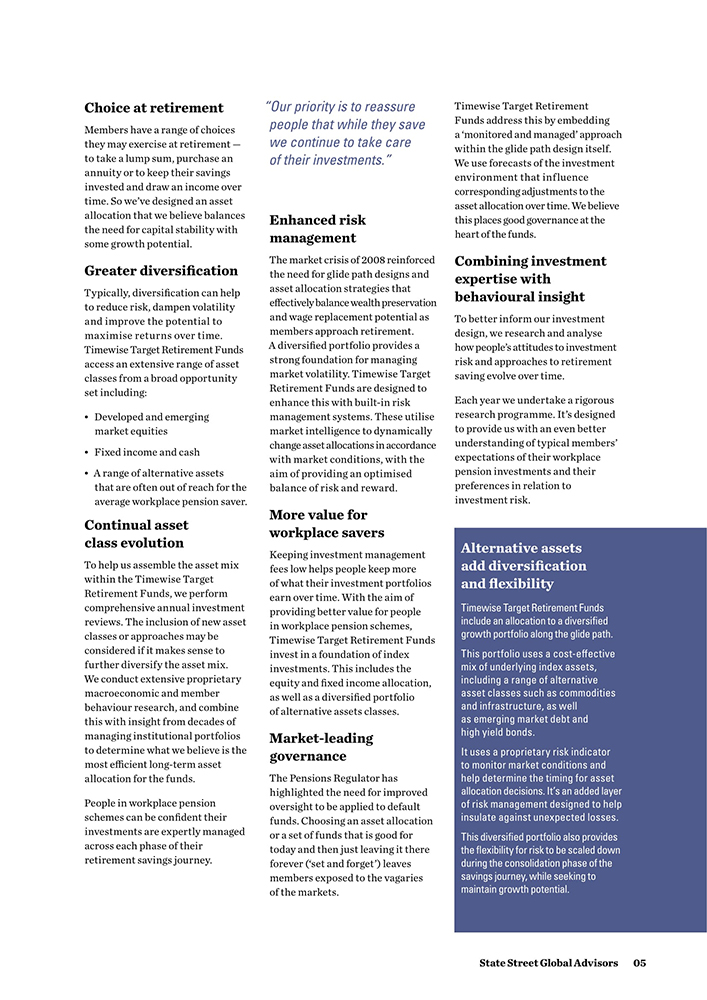 Choice at retirement
Members have a range of choices
they may exercise at retirement —
to take a lump sum, purchase an
annuity or to keep their savings
invested and draw an income over
time. So we’ve designed an asset
allocation that we believe balances
the need for capital stability with
some growth potential.
Greater diversification
Typically, diversification can help
to reduce risk, dampen volatility
and improve the potential to
maximise returns over time.
Timewise Target Retirement Funds
access an extensive range of asset
classes from a broad opportunity
set including:
• Developed and emerging
market equities
• Fixed income and cash
• A range of alternative assets
that are often out of reach for the
average workplace pension saver.
Continual asset
class evolution
To help us assemble the asset mix
within the Timewise Target
Retirement Funds, we perform
comprehensive annual investment
reviews. The inclusion of new asset
classes or approaches may be
considered if it makes sense to
further diversify the asset mix.
We conduct extensive proprietary
macroeconomic and member
behaviour research, and combine
this with insight from decades of
managing institutional portfolios
to determine what we believe is the
most efficient long-term asset
allocation for the funds.
People in workplace pension
schemes can be confident their
investments are expertly managed
across each phase of their
retirement savings journey.
“Our priority is to reassure
people that while they save
we continue to take care
of their investments.”
Enhanced risk
management
The market crisis of 2008 reinforced
the need for glide path designs and
asset allocation strategies that
effectively balance wealth preservation
and wage replacement potential as
members approach retirement.
A diversified portfolio provides a
strong foundation for managing
market volatility. Timewise Target
Retirement Funds are designed to
enhance this with built-in risk
management systems. These utilise
market intelligence to dynamically
change asset allocations in accordance
with market conditions, with the
aim of providing an optimised
balance of risk and reward.
More value for
workplace savers
Keeping investment management
fees low helps people keep more
of what their investment portfolios
earn over time. With the aim of
providing better value for people
in workplace pension schemes,
Timewise Target Retirement Funds
invest in a foundation of index
investments. This includes the
equity and fixed income allocation,
as well as a diversified portfolio
of alternative assets classes.
Market-leading
governance
The Pensions Regulator has
highlighted the need for improved
oversight to be applied to default
funds. Choosing an asset allocation
or a set of funds that is good for
today and then just leaving it there
forever (‘set and forget’) leaves
members exposed to the vagaries
of the markets.
Timewise Target Retirement
Funds address this by embedding
a ‘monitored and managed’ approach
within the glide path design itself.
We use forecasts of the investment
environment that influence
corresponding adjustments to the
asset allocation over time. We believe
this places good governance at the
heart of the funds.
Combining investment
expertise with
behavioural insight
To better inform our investment
design, we research and analyse
how people’s attitudes to investment
risk and approaches to retirement
saving evolve over time.
Each year we undertake a rigorous
research programme. It’s designed
to provide us with an even better
understanding of typical members’
expectations of their workplace
pension investments and their
preferences in relation to
investment risk.
Alternative assets
add diversification
and flexibility
Timewise Target Retirement Funds
include an allocation to a diversified
growth portfolio along the glide path.
This portfolio uses a cost-effective
mix of underlying index assets,
including a range of alternative
asset classes such as commodities
and infrastructure, as well
as emerging market debt and
high yield bonds.
It uses a proprietary risk indicator
to monitor market conditions and
help determine the timing for asset
allocation decisions. It’s an added layer
of risk management designed to help
insulate against unexpected losses.
This diversified portfolio also provides
the flexibility for risk to be scaled down
during the consolidation phase of the
savings journey, while seeking to
maintain growth potential.
State Street Global Advisors 05